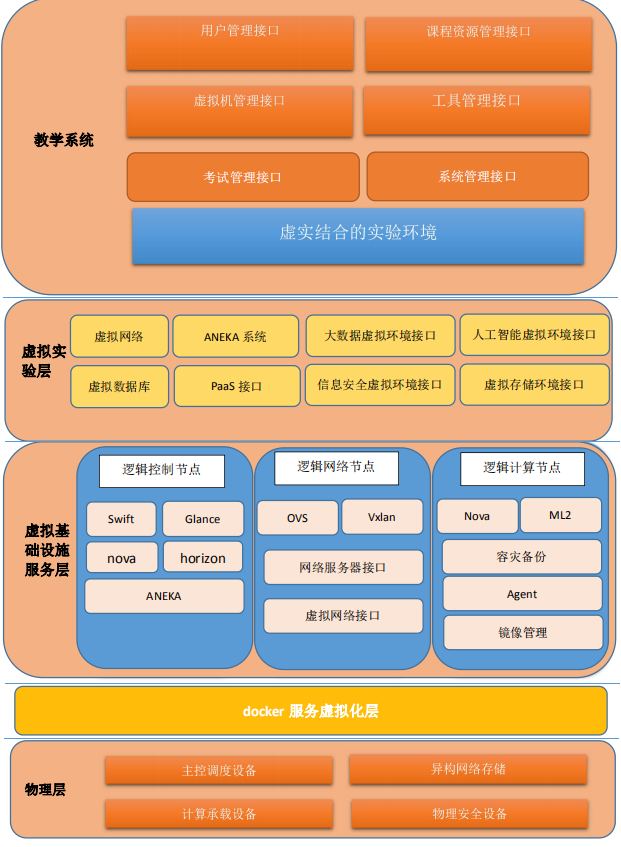 用户管理接口
课程资源管理接口
虚拟机管理接口
工具管理接口
教学系统
考试管理接口
系统管理接口
虚实结合的实验环境
虚拟实
验层
虚拟网络
ANEKA 系统
大数据虚拟环境接口
人工智能虚拟环境接口
虚拟数据库
PaaS 接口
信息安全虚拟环境接口
虚拟存储环境接口
虚拟基
础设施
服务层
逻辑控制节点
Swift
Glance
nova
horizon
ANEKA
逻辑网络节点
OVS
Vxlan
网络服务器接口
虚拟网络接口
逻辑计算节点
Nova
ML2
容灾备份
Agent
镜像管理
docker 服务虚拟化层
物理层
主控调度设备
异构网络存储
计算承载设备
物理安全设备